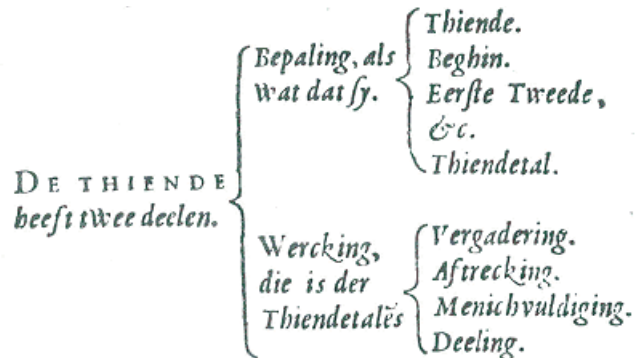 DE THIENDE
heeft twee deelen.
Bepaling, als
wat dat ſy.
Thiende.
Beghin.
Eerſte Tweede,
&c.
Thiendetal.
Wercking,
die is der
Thiendetalẽs
Vergadering.
Aftrecking.
Menichvuldiging.
Deeling.